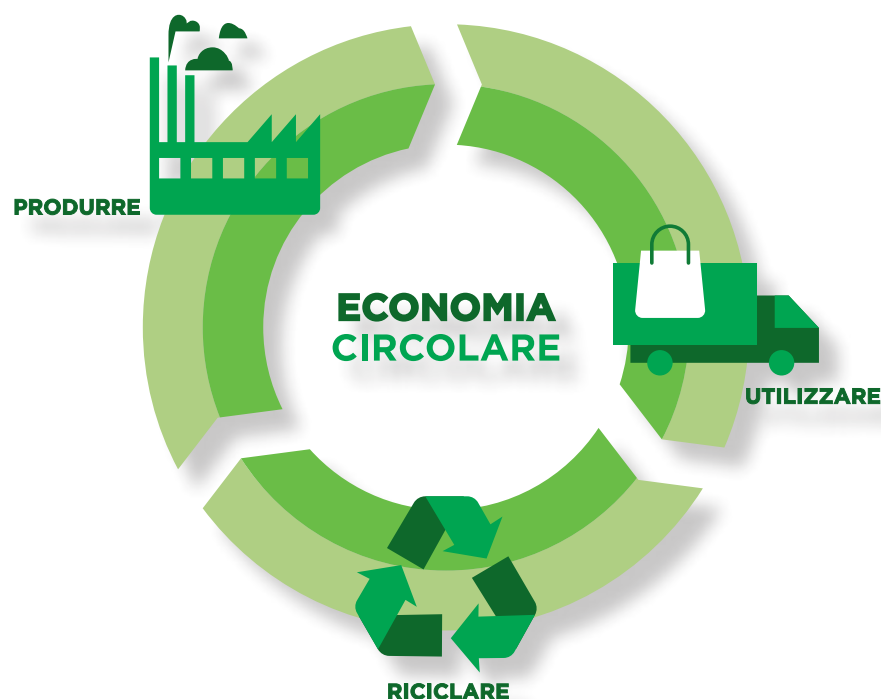 PRODURRE
ECONOMIA
CIRCOLARE
UTILIZZARE
RICICLARE